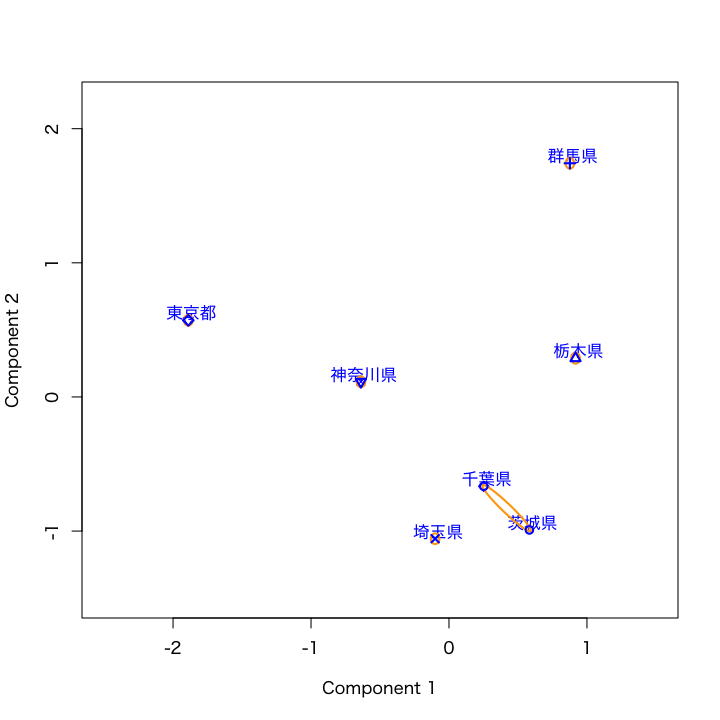 群馬県
東京都
栃木県
神奈川県
千葉県
茨城県
埼玉県
2
1
0
-1
Component 2
-2
-1
0
1
Component 1